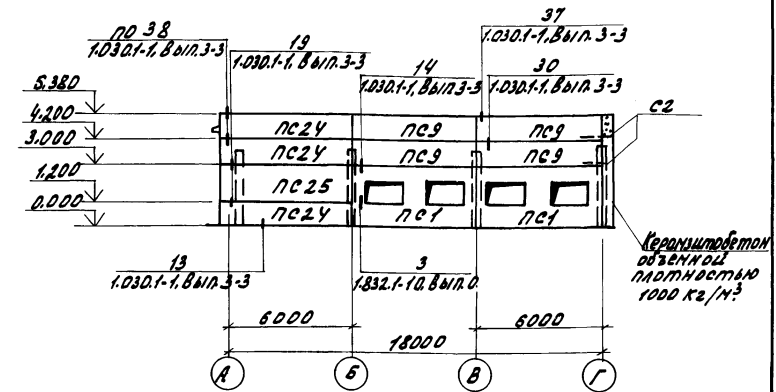 37
1.030.1-1, вып. 3-3
по 38
1.030.1-1, вып. 3-3
19
1.030.1-1, вып. 3-3
14
1.030.1-1, вып. 3-3
30
1.030.1-1, вып. 3-3
5.380
4.200
3.000
1.200
0.000
с2
пс24
пс9
пс9
пс24
пс9
пс9
пс25
пс24
пс1
пс1
13
1.030.1-1, вып. 3-3
3
1.832.1-10, вып. 0
Керамзитобетон
объемной
плотностью
1000 кг/м³
6000
6000
18000
А
Б
В
Г